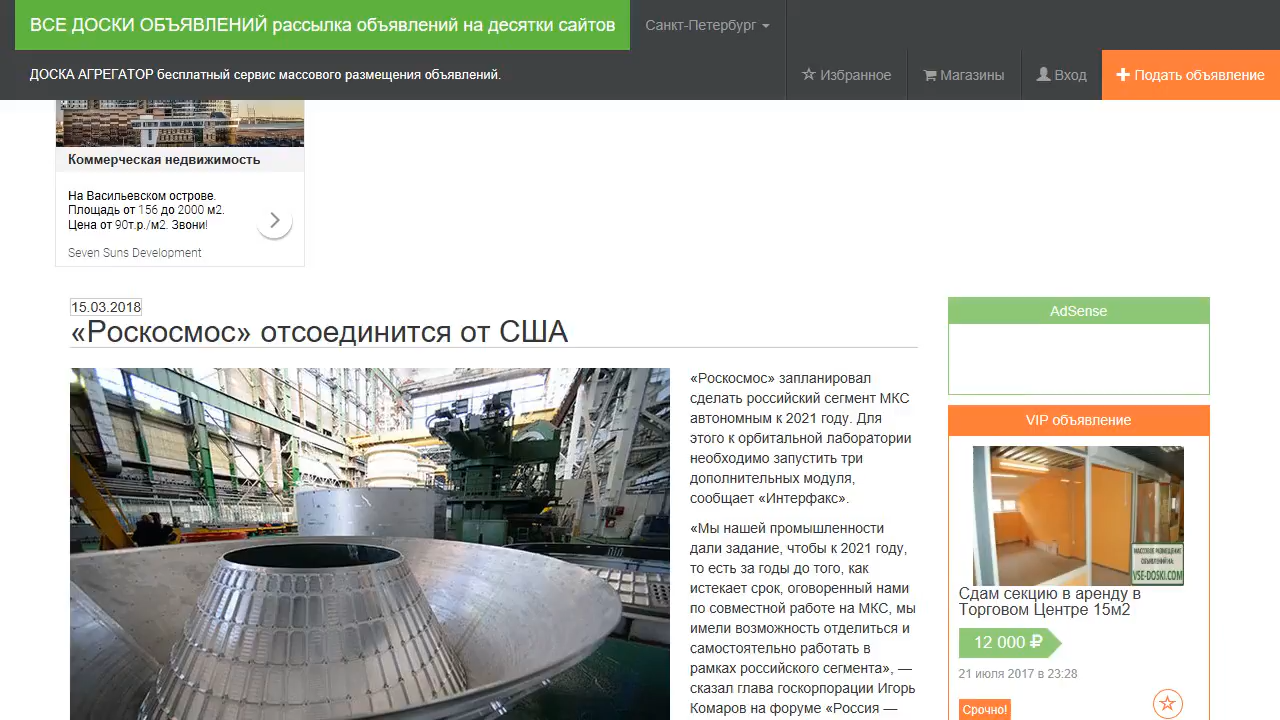 ВСЕ ДОСКИ ОБЪЯВЛЕНИЙ рассылка объявлений на десятки сайтов
Санкт-Петербург
ДОСКА АГРЕГАТОР бесплатный сервис массового размещения объявлений.
Избранное
Магазины
Вход
Подать объявление
Коммерческая недвижимость
На Васильевском острове.
Площадь от 156 до 2000 м2.
Цена от 90т.р./м2. Звони!
Seven Suns Development
15.03.2018
«Роскосмос» отсоединится от США
«Роскосмос» запланировал
сделать российский сегмент МКС
автономным к 2021 году. Для
этого к орбитальной лаборатории
необходимо запустить три
дополнительных модуля,
сообщает «Интерфакс».
«Мы нашей промышленности
дали задание, чтобы к 2021 году,
то есть за годы до того, как
истекает срок, оговоренный нами
по совместной работе на МКС, мы
имели возможность отделиться и
самостоятельно работать в
рамках российского сегмента», —
сказал глава госкорпорации Игорь
Комаров на форуме «Россия —
AdSense
VIP объявление
МАССОВОЕ РАЗМЕЩЕНИЕ
ОБЪЯВЛЕНИЙ НА:
VSE-DOSKI.COM
Сдам секцию в аренду в
Торговом Центре 15м2
12 000 ₽
21 июля 2017 в 23:28
Срочно!